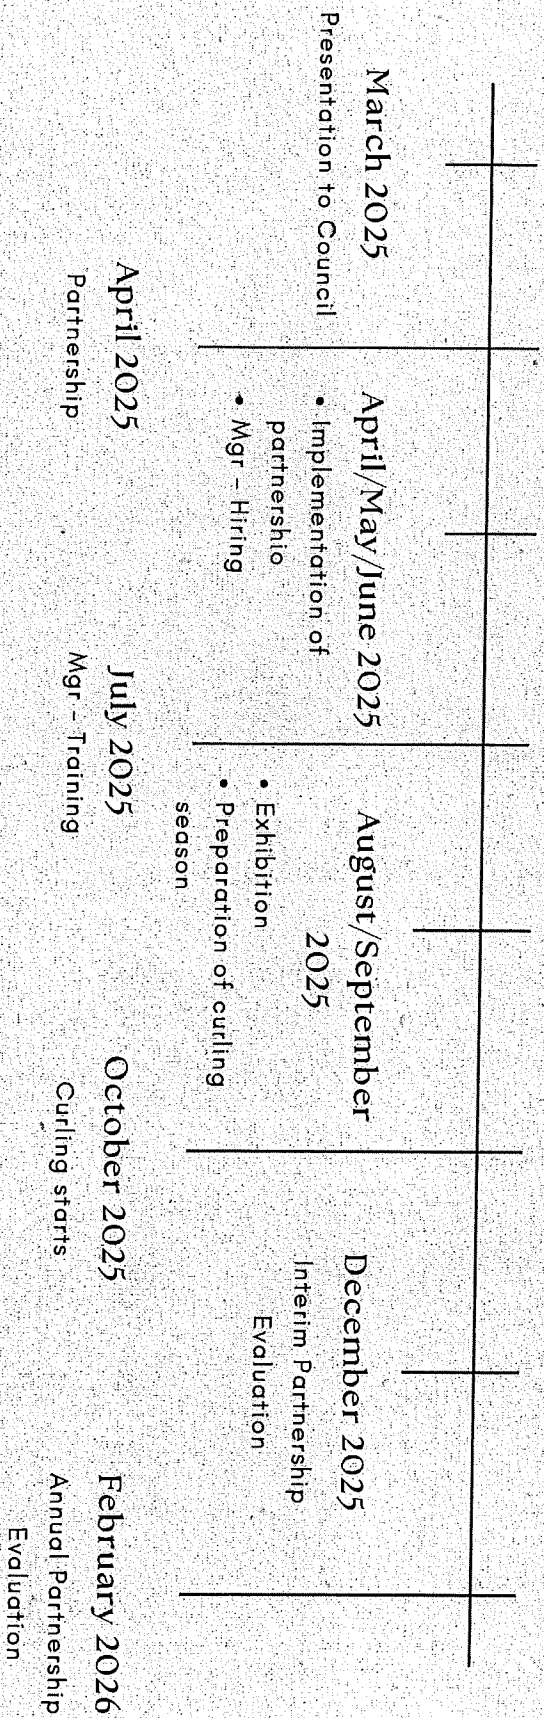 March 2025
Presentation to Council
April 2025
Partnership
April/May/June 2025
• Implementation of
partnershio
• Mgr – Hiring
July 2025
Mgr – Training
August/September
2025
• Exhibition
• Preparation of curling
season
October 2025
Curling starts
December 2025
Interim Partnership
Evaluation
February 2026
Annual Partnership
Evaluation